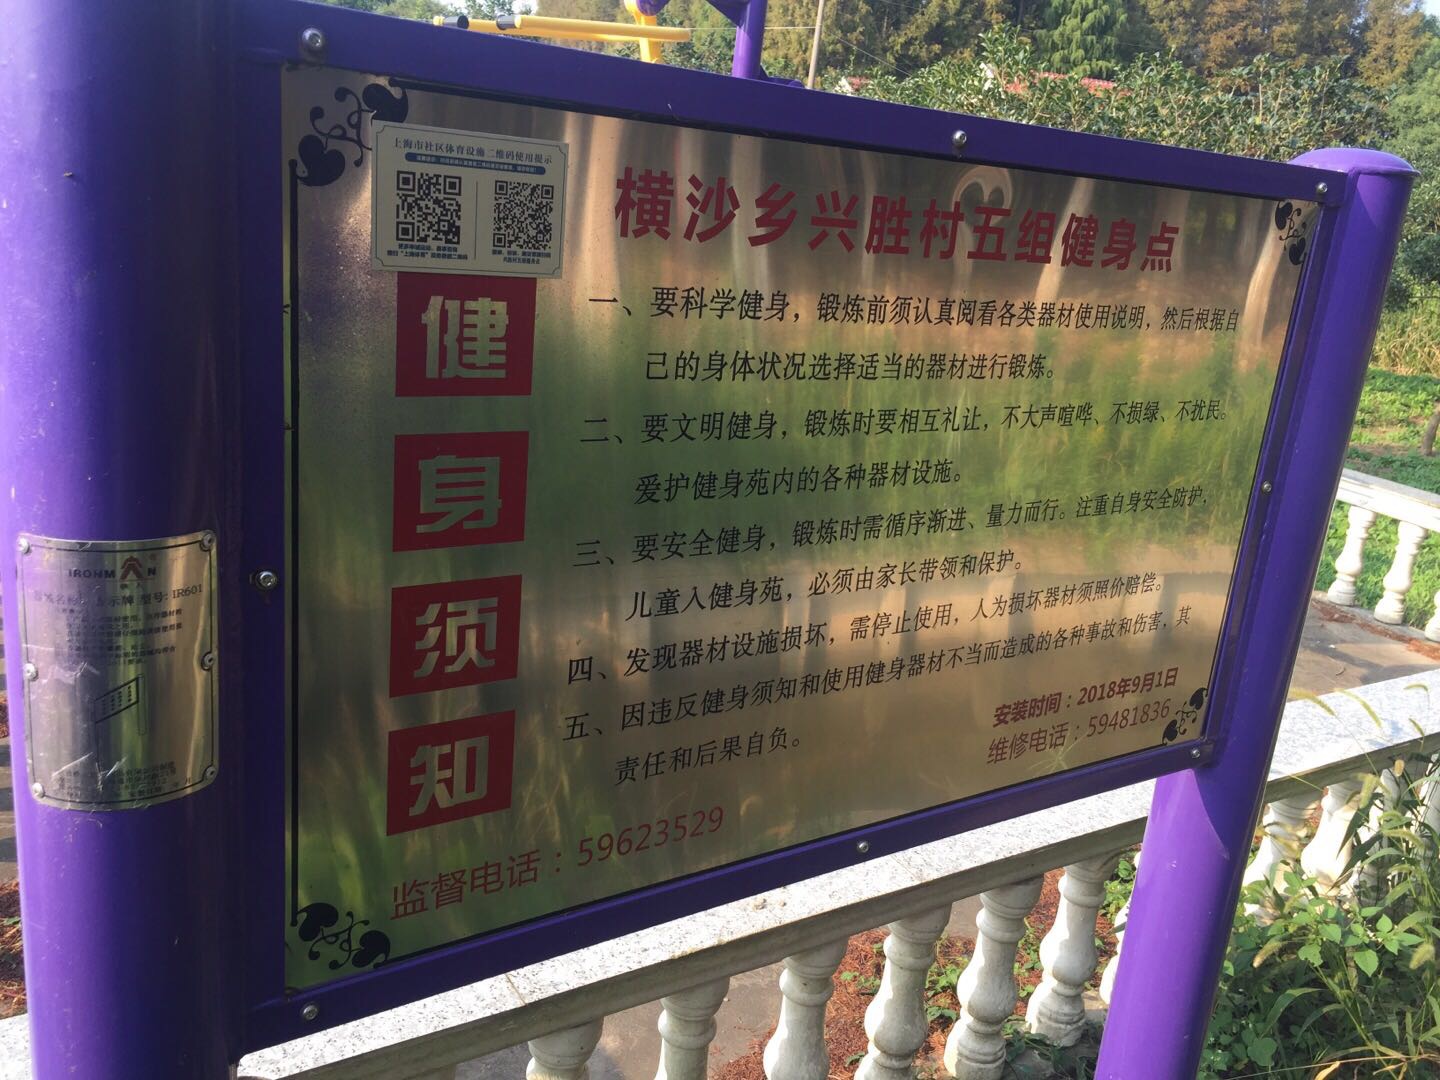 上海市社区体育设施二维码使用提示
横沙乡兴胜村五组健身点
健身须知
一、要科学健身，锻炼前须认真阅看各类器材使用说明，然后根据自
己的身体状况选择适当的器材进行锻炼。
二、要文明健身，锻炼时要相互礼让，不大声喧哗、不损绿、不扰民。
爱护健身苑内的各种器材设施。
三、要安全健身，锻炼时需循序渐进、量力而行。注重自身安全防护，
儿童入健身苑，必须由家长带领和保护。
四、发现器材设施损坏，需停止使用，人为损坏器材须照价赔偿。
五、因违反健身须知和使用健身器材不当而造成的各种事故和伤害，其
责任和后果自负。
安装时间：2018年9月1日
维修电话：59481836
监督电话：59623529
IRONM N
示牌 型号：IR601